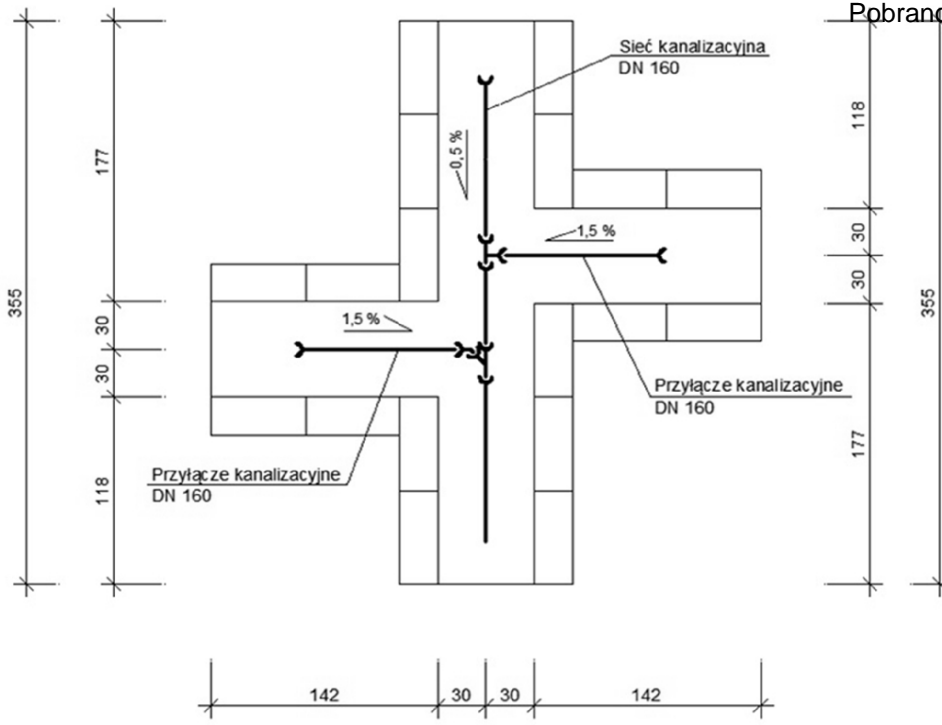 Pobrano
Sieć kanalizacyjna
DN 160
118
177
0,5 %
30
1,5 %
355
355
30
30
1,5 %
30
Przyłącze kanalizacyjne
DN 160
177
Przyłącze kanalizacyjne
DN 160
118
142
30
30
142